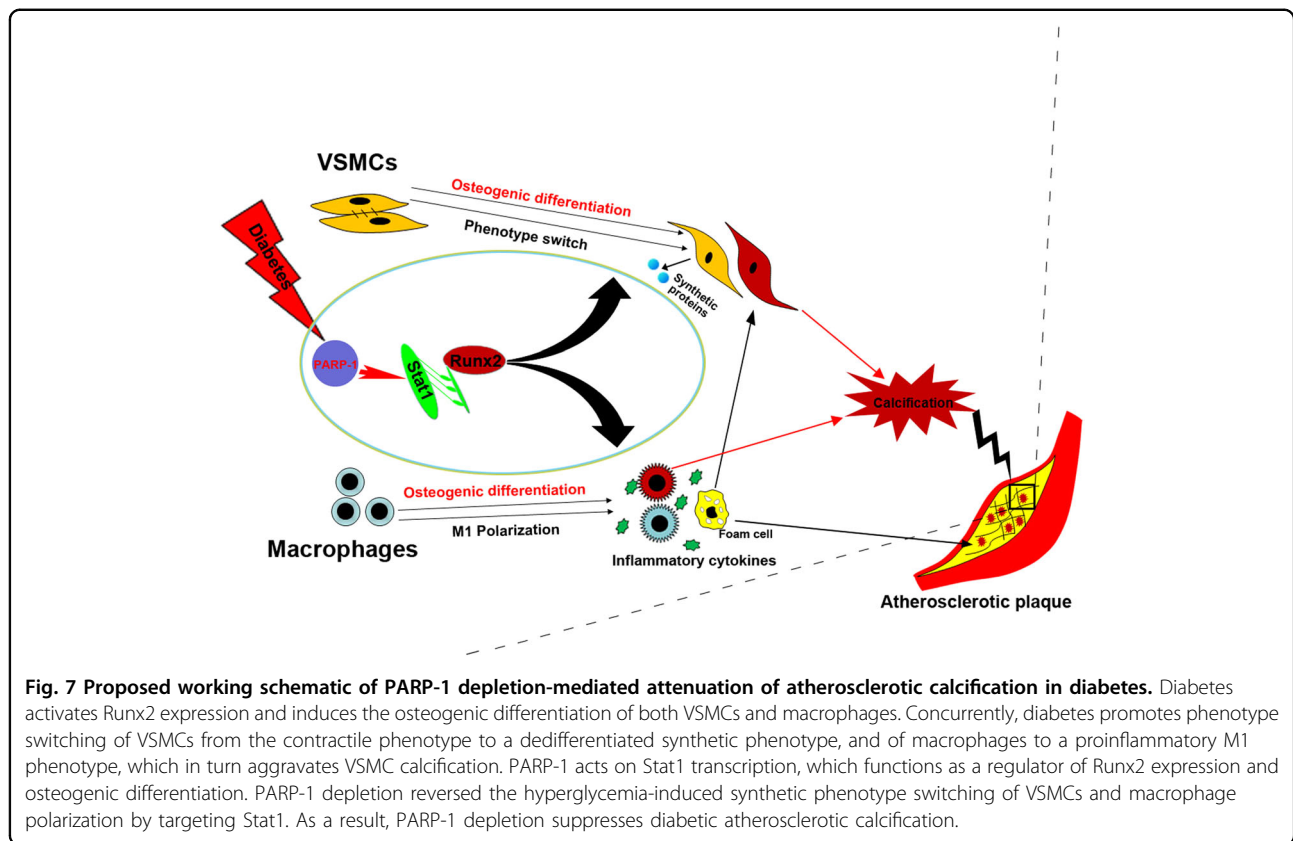 VSMCs
Osteogenic differentiation
Phenotype switch
Diabetes
Synthetic
proteins
PARP-1
Stat1
Runx2
Calcification
Osteogenic differentiation
M1 Polarization
Macrophages
Foam cell
Inflammatory cytokines
Atherosclerotic plaque
Fig. 7 Proposed working schematic of PARP-1 depletion-mediated attenuation of atherosclerotic calcification in diabetes. Diabetes
activates Runx2 expression and induces the osteogenic differentiation of both VSMCs and macrophages. Concurrently, diabetes promotes phenotype
switching of VSMCs from the contractile phenotype to a dedifferentiated synthetic phenotype, and of macrophages to a proinflammatory M1
phenotype, which in turn aggravates VSMC calcification. PARP-1 acts on Stat1 transcription, which functions as a regulator of Runx2 expression and
osteogenic differentiation. PARP-1 depletion reversed the hyperglycemia-induced synthetic phenotype switching of VSMCs and macrophage
polarization by targeting Stat1. As a result, PARP-1 depletion suppresses diabetic atherosclerotic calcification.